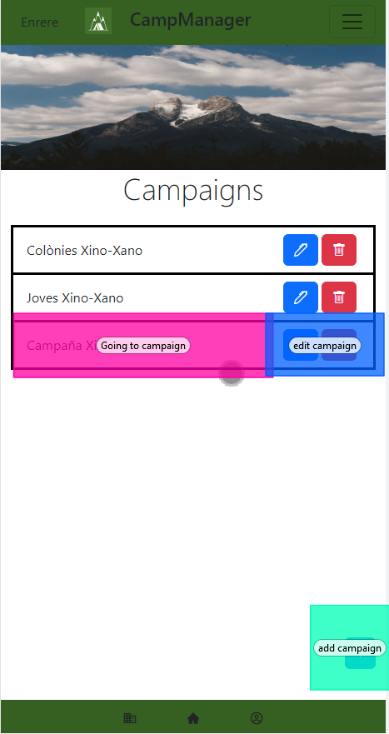 Enrere CampManager
Campaigns
Colònies Xino-Xano
Joves Xino-Xano
Campaña Xi
Going to campaign
edit campaign
add campaign